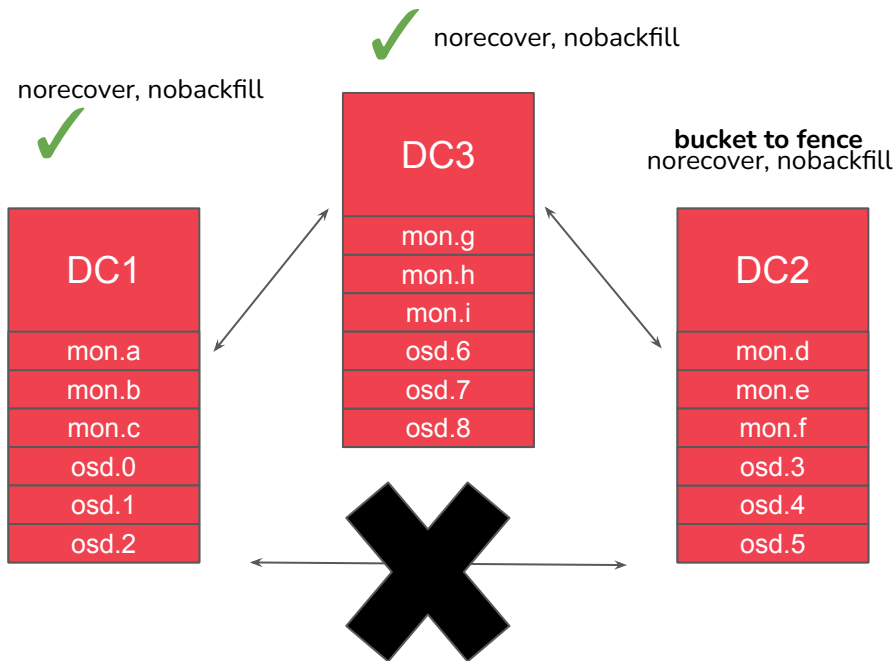 norecover, nobackfill
DC1
mon.a
mon.b
mon.c
osd.0
osd.1
osd.2
norecover, nobackfill
DC3
mon.g
mon.h
mon.i
osd.6
osd.7
osd.8
bucket to fence
norecover, nobackfill
DC2
mon.d
mon.e
mon.f
osd.3
osd.4
osd.5